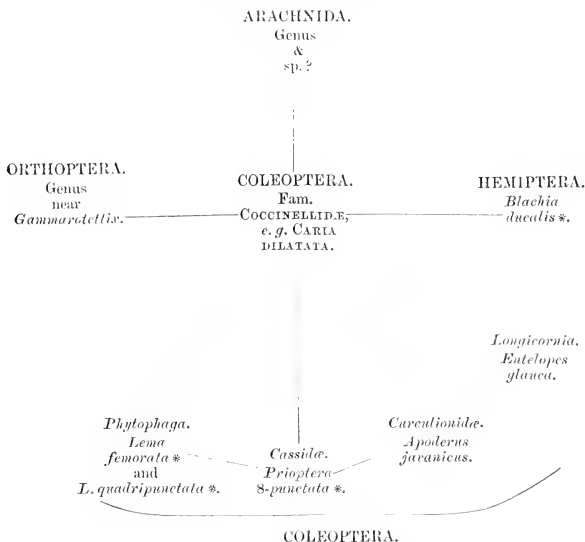 ARACHNIDA.
Genus
&
sp. ?
ORTHOPTERA.
Genus
near
Gammarotettix.
COLEOPTERA.
Fam.
COCCINELLIDÆ,
e. g. CARIA
DILATATA.
HEMIPTERA.
Blachia
ducalis *.
Longicornia.
Entelopes
glauca.
Phytophaga.
Lema
femorata *
and
L. quadripunctata *.
Cassidæ.
Prioptera
8-punctata *.
Curculionidæ.
Apoderus
javanicus.
COLEOPTERA.